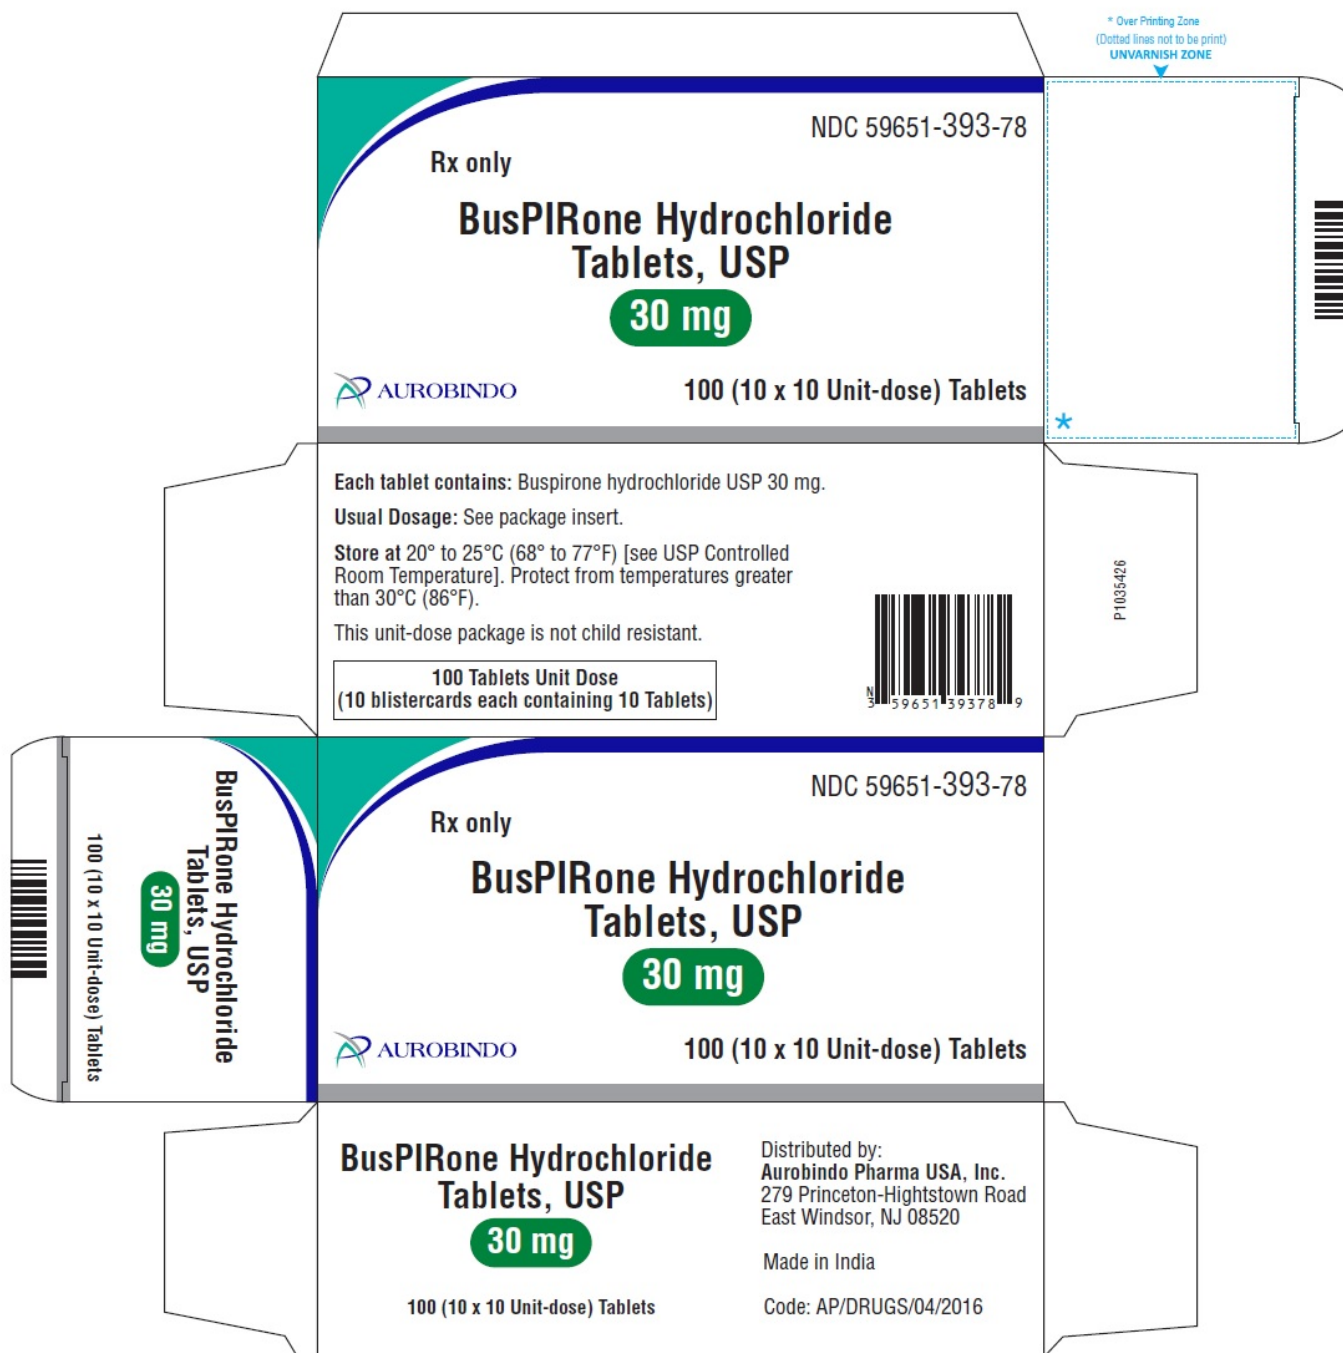 * Over Printing Zone
(Dotted lines not to be print)
UNVARNISH ZONE
NDC 59651-393-78
Rx only
BusPIRone Hydrochloride
Tablets, USP
30 mg
AUROBINDO
100 (10 x 10 Unit-dose) Tablets
*
Each tablet contains: Buspirone hydrochloride USP 30 mg.
Usual Dosage: See package insert.
Store at 20° to 25°C (68° to 77°F) [see USP Controlled
Room Temperature]. Protect from temperatures greater
than 30°C (86°F).
This unit-dose package is not child resistant.
100 Tablets Unit Dose
(10 blistercards each containing 10 Tablets)
N
3 59651 39378 9
P1035426
BusPIRone Hydrochloride
Tablets, USP
30 mg
100 (10 x 10 Unit-dose) Tablets
NDC 59651-393-78
Rx only
BusPIRone Hydrochloride
Tablets, USP
30 mg
AUROBINDO
100 (10 x 10 Unit-dose) Tablets
BusPIRone Hydrochloride
Tablets, USP
30 mg
100 (10 x 10 Unit-dose) Tablets
Distributed by:
Aurobindo Pharma USA, Inc.
279 Princeton-Hightstown Road
East Windsor, NJ 08520
Made in India
Code: AP/DRUGS/04/2016